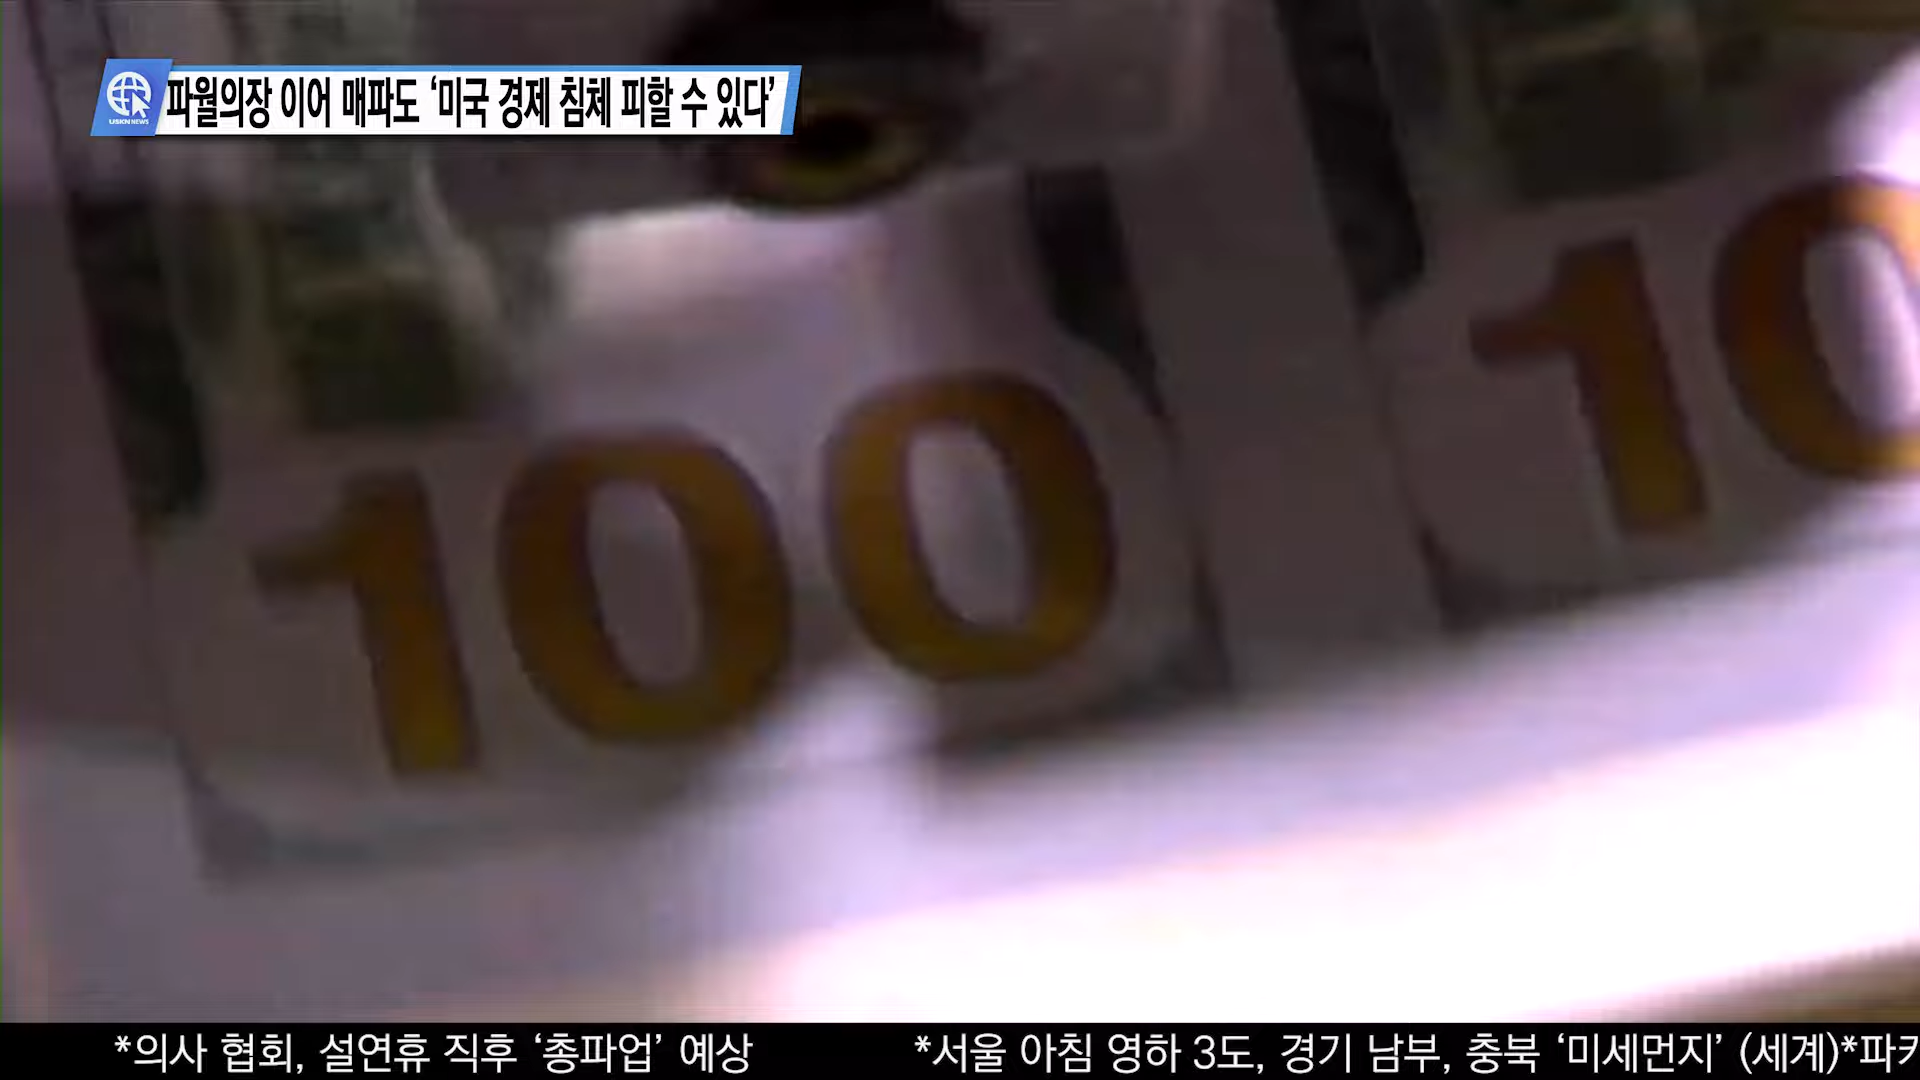 USKN NEWS
파월의장 이어 매파도 ‘미국 경제 침체 피할 수 있다’
100
10
*의사 협회, 설연휴 직후 ‘총파업’ 예상 *서울 아침 영하 3도, 경기 남부, 충북 ‘미세먼지’ (세계)*파키